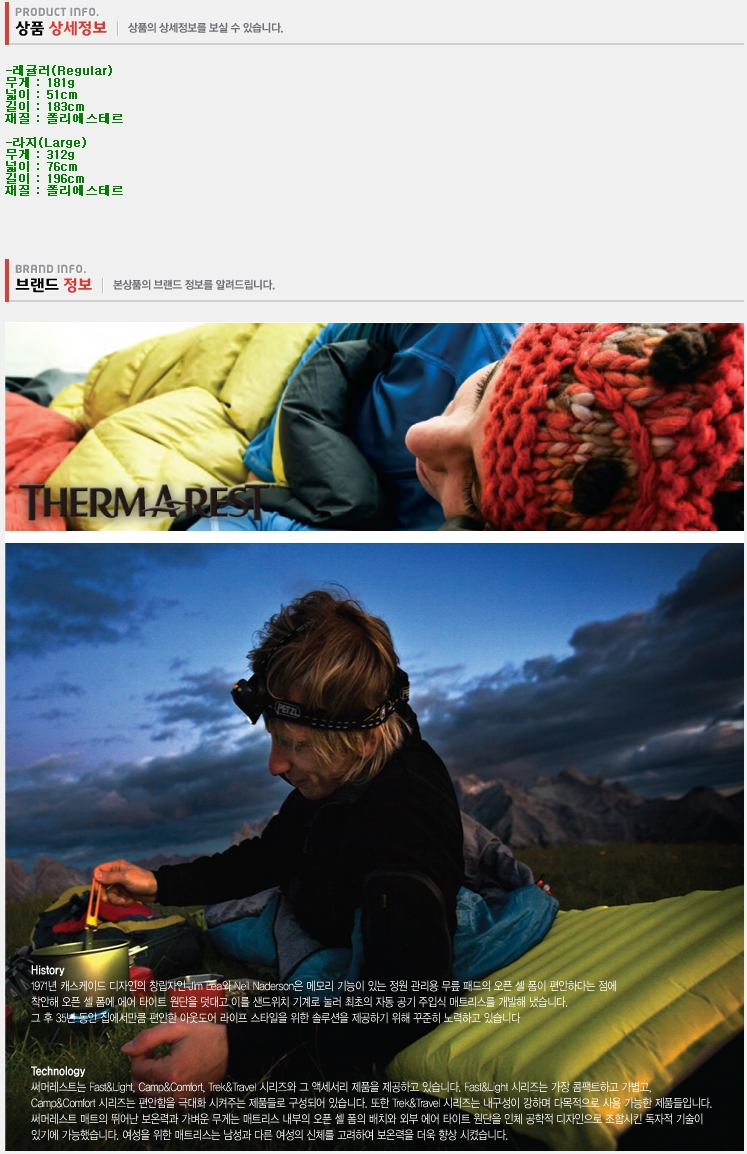 PRODUCT INFO.
상품 상세정보 상품의 상세정보를 보실 수 있습니다.
-레귤러(Regular)
무게 : 181g
넓이 : 51cm
길이 : 183cm
재질 : 폴리에스테르
-라지(Large)
무게 : 312g
넓이 : 76cm
길이 : 196cm
재질 : 폴리에스테르
BRAND INFO.
브랜드 정보 본상품의 브랜드 정보를 알려드립니다.
THERMAREST
PETZL
History
1971년 캐스케이드 디자인의 창립자인 Jim Lea와 Neil Naderson은 메모리 기능이 있는 정원 관리용 무릎 패드의 오픈 셀 폼이 편안하다는 점에
착안해 오픈 셀 폼에 에어 타이트 원단을 덧대고 이를 샌드위치 기계로 눌러 최초의 자동 공기 주입식 매트리스를 개발해 냈습니다.
그 후 35년 동안 집에서만큼 편안한 아웃도어 라이프 스타일을 위한 솔루션을 제공하기 위해 꾸준히 노력하고 있습니다
Technology
써머레스트는 Fast&Light, Camp&Comfort, Trek&Travel 시리즈와 그 액세서리 제품을 제공하고 있습니다. Fast&Light 시리즈는 가장 콤팩트하고 가볍고,
Camp&Comfort 시리즈는 편안함을 극대화 시켜주는 제품들로 구성되어 있습니다. 또한 Trek&Travel 시리즈는 내구성이 강하며 다목적으로 사용 가능한 제품들입니다.
써머레스트 매트의 뛰어난 보온력과 가벼운 무게는 매트리스 내부의 오픈 셀 폼의 배치와 외부 에어 타이트 원단을 인체 공학적 디자인으로 조합시킨 독자적 기술이
있기에 가능했습니다. 여성을 위한 매트리스는 남성과 다른 여성의 신체를 고려하여 보온력을 더욱 향상 시켰습니다.